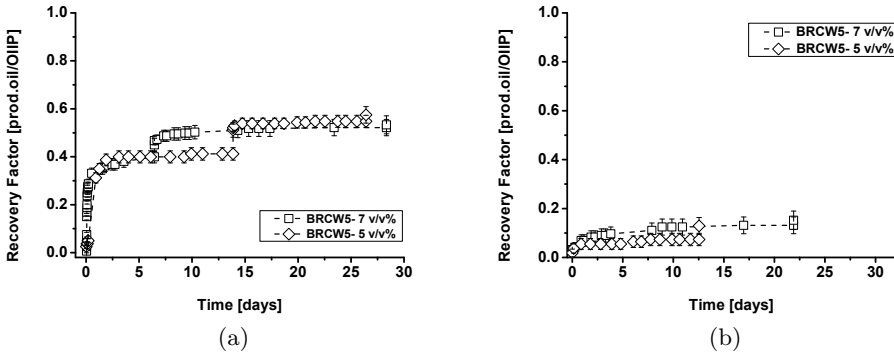 1.0
0.8
0.6
0.4
0.2
0.0
Recovery Factor [prod.oil/OIIP]
BRCW5- 7 v/v%
BRCW5- 5 v/v%
0 5 10 15 20 25 30
Time [days]
(a)
BRCW5- 7 v/v%
BRCW5- 5 v/v%
1.0
0.8
0.6
0.4
0.2
0.0
Recovery Factor [prod.oil/OIIP]
0 5 10 15 20 25 30
Time [days]
(b)